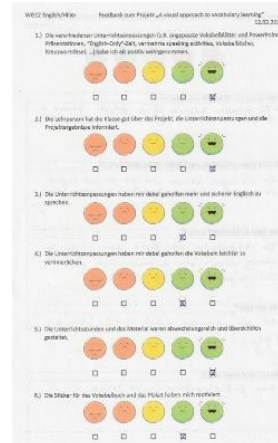 WG12 English/Hiller Feedback zum Projekt „A visual approach to vocabulary learning“
1.) Die verschiedenen Unterrichtsanpassungen (z.B. angepasste Vokabelblätter und PowerPoint
Präsentationen, "English-Only"-Zeit, vermehrte speaking activities, Vokabelbücher,
Kreuzworträtsel, …) habe ich als positiv wahrgenommen.
2.) Die Lehrperson hat die Klasse gut über das Projekt, die Unterrichtsanpassungen und die
Projektergebnisse informiert.
3.) Die Unterrichtsanpassungen haben mir dabei geholfen mehr und sicherer Englisch zu
sprechen.
4.) Die Unterrichtsanpassungen haben mir dabei geholfen die Vokabeln leichter zu
verinnerlichen.
5.) Die Unterrichtsstunden und das Material waren abwechslungsreich und übersichtlich
gestaltet.
6.) Die Sticker für das Vokabelbuch und das Plakat haben mich motiviert.